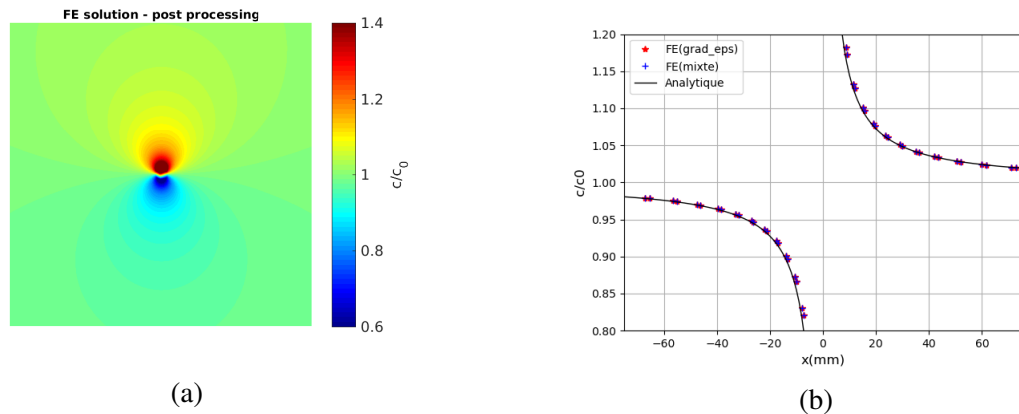 FE solution - post processing
1.4
1.2
1
0.8
0.6
c/c0
(a)
1.20
1.15
1.10
1.05
1.00
0.95
0.90
0.85
0.80
c/c0
FE(grad_eps)
FE(mixte)
Analytique
−60 −40 −20 0 20 40 60
x(mm)
(b)